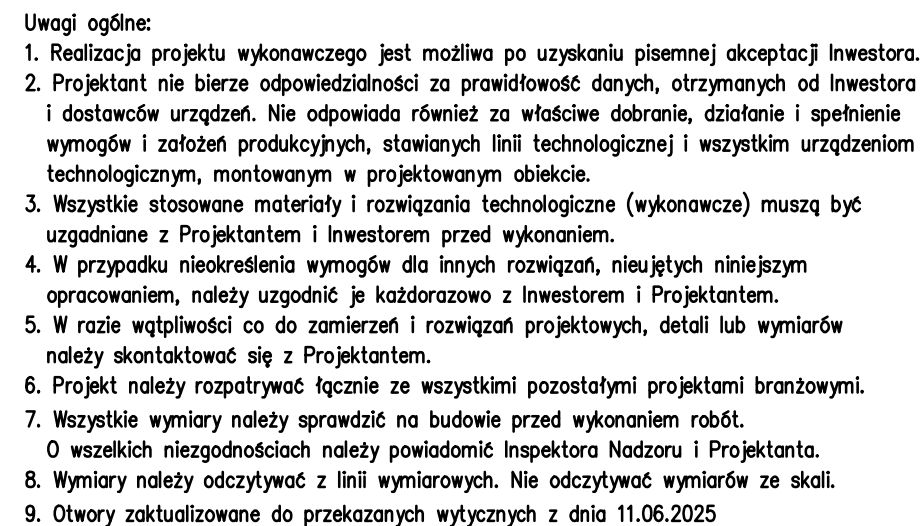 Uwagi ogólne:
1. Realizacja projektu wykonawczego jest możliwa po uzyskaniu pisemnej akceptacji Inwestora.
2. Projektant nie bierze odpowiedzialności za prawidłowość danych, otrzymanych od Inwestora
i dostawców urządzeń. Nie odpowiada również za właściwe dobranie, działanie i spełnienie
wymogów i założeń produkcyjnych, stawianych linii technologicznej i wszystkim urządzeniom
technologicznym, montowanym w projektowanym obiekcie.
3. Wszystkie stosowane materiały i rozwiązania technologiczne (wykonawcze) muszą być
uzgadniane z Projektantem i Inwestorem przed wykonaniem.
4. W przypadku nieokreślenia wymogów dla innych rozwiązań, nieujętych niniejszym
opracowaniem, należy uzgodnić je każdorazowo z Inwestorem i Projektantem.
5. W razie wątpliwości co do zamierzeń i rozwiązań projektowych, detali lub wymiarów
należy skontaktować się z Projektantem.
6. Projekt należy rozpatrywać łącznie ze wszystkimi pozostałymi projektami branżowymi.
7. Wszystkie wymiary należy sprawdzić na budowie przed wykonaniem robót.
O wszelkich niezgodnościach należy powiadomić Inspektora Nadzoru i Projektanta.
8. Wymiary należy odczytywać z linii wymiarowych. Nie odczytywać wymiarów ze skali.
9. Otwory zaktualizowane do przekazanych wytycznych z dnia 11.06.2025